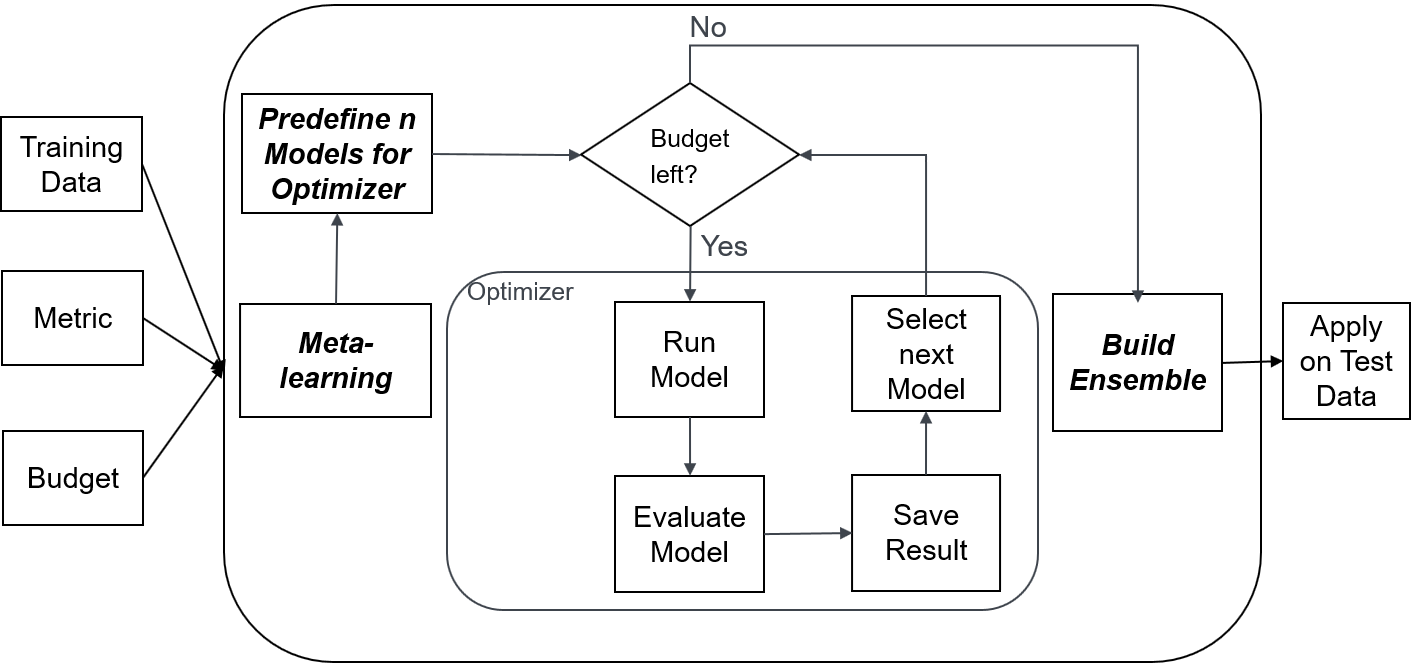 Training
Data
Metric
Budget
Predefine n
Models for
Optimizer
Meta-
learning
No
Budget
left?
Yes
Optimizer
Run
Model
Evaluate
Model
Save
Result
Select
next
Model
Build
Ensemble
Apply
on Test
Data